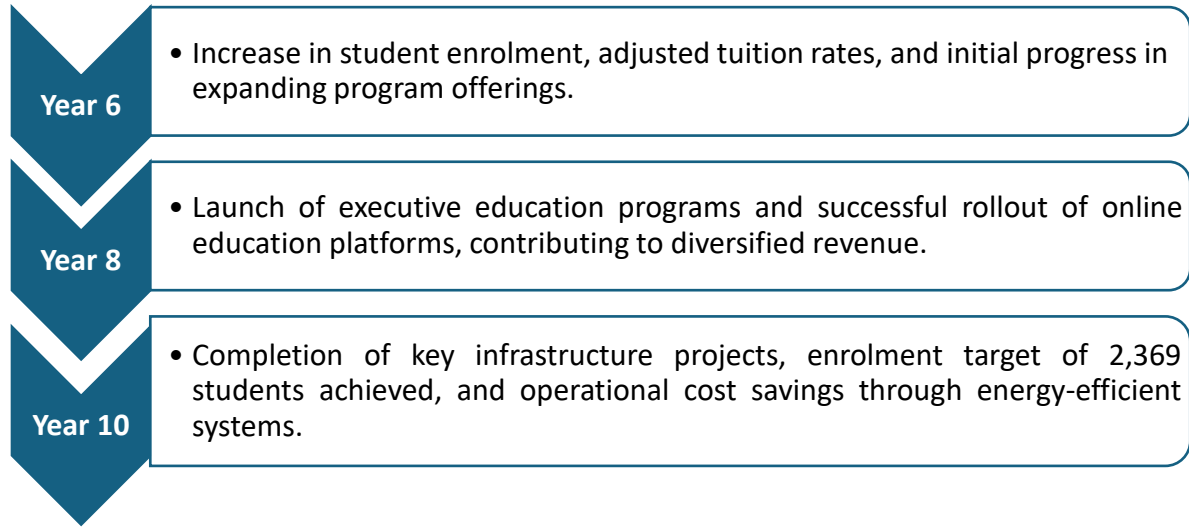 • Increase in student enrolment, adjusted tuition rates, and initial progress in
expanding program offerings.
Year 6
• Launch of executive education programs and successful rollout of online
education platforms, contributing to diversified revenue.
Year 8
• Completion of key infrastructure projects, enrolment target of 2,369
students achieved, and operational cost savings through energy-efficient
systems.
Year 10